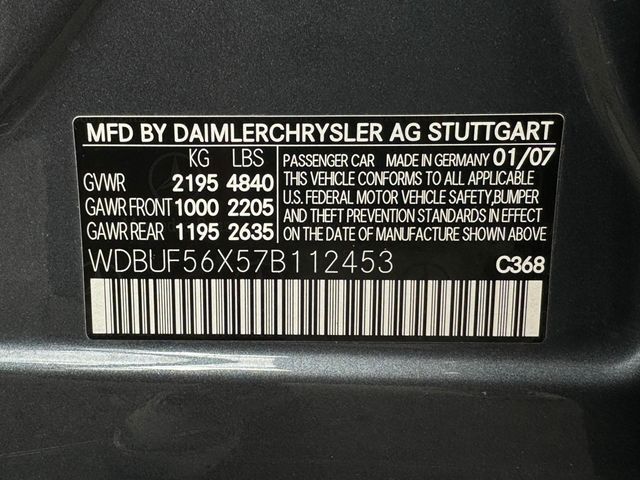 MFD BY DAIMLERCHRYSLER AG STUTTGART
KG LBS
GVWR 2195 4840
GAWR FRONT 1000 2205
GAWR REAR 1195 2635
PASSENGER CAR MADE IN GERMANY 01/07
THIS VEHICLE CONFORMS TO ALL APPLICABLE
U.S. FEDERAL MOTOR VEHICLE SAFETY, BUMPER
AND THEFT PREVENTION STANDARDS IN EFFECT
ON THE DATE OF MANUFACTURE SHOWN ABOVE.
WDBUF56X57B112453 C368